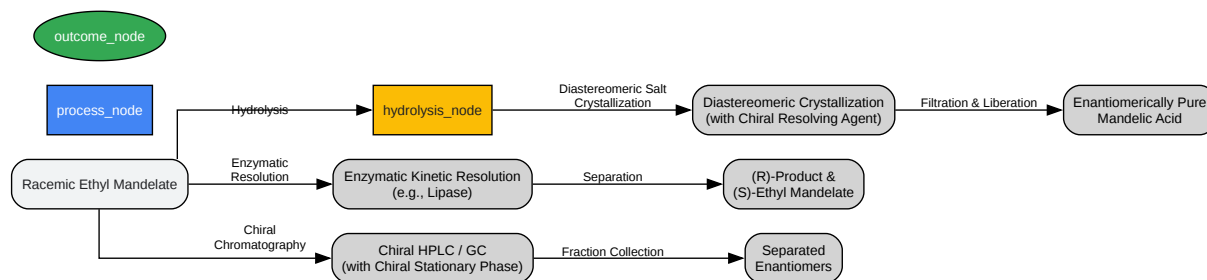 outcome_node
process_node
Hydrolysis
hydrolysis_node
Diastereomeric Salt
Crystallization
Diastereomeric Crystallization
(with Chiral Resolving Agent)
Filtration & Liberation
Enantiomerically Pure
Mandelic Acid
Racemic Ethyl Mandelate
Enzymatic
Resolution
Enzymatic Kinetic Resolution
(e.g., Lipase)
Separation
(R)-Product &
(S)-Ethyl Mandelate
Chiral
Chromatography
Chiral HPLC / GC
(with Chiral Stationary Phase)
Fraction Collection
Separated
Enantiomers